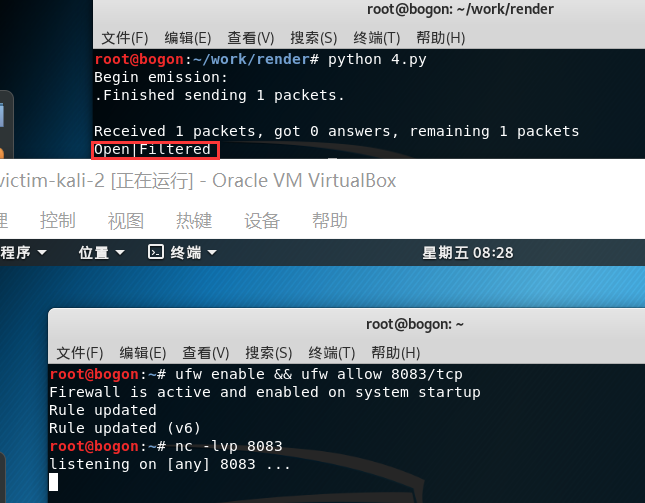 root@bogon: ~/work/render
文件(F) 编辑(E) 查看(V) 搜索(S) 终端(T) 帮助(H)
root@bogon:~/work/render# python 4.py
Begin emission:
.Finished sending 1 packets.
Received 1 packets, got 0 answers, remaining 1 packets
Open|Filtered
victim-kali-2 [正在运行] - Oracle VM VirtualBox
理 控制 视图 热键 设备 帮助
程序 位置 终端 星期五 08:28
root@bogon: ~
文件(F) 编辑(E) 查看(V) 搜索(S) 终端(T) 帮助(H)
root@bogon:~# ufw enable && ufw allow 8083/tcp
Firewall is active and enabled on system startup
Rule updated
Rule updated (v6)
root@bogon:~# nc -lvp 8083
listening on [any] 8083 ...